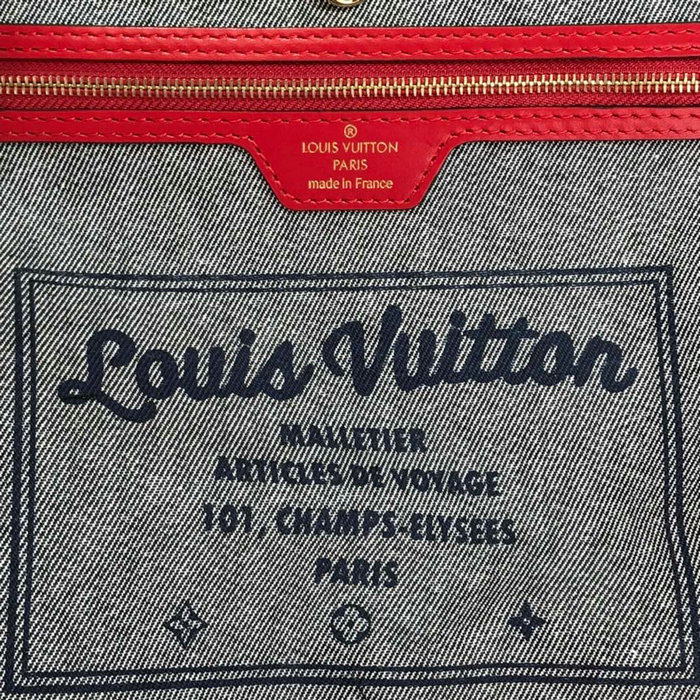 ®
LOUIS VUITTON
PARIS
made in France
Louis Vuitton
MALLETIER
ARTICLES DE VOYAGE
101, CHAMPS-ELYSEES
PARIS